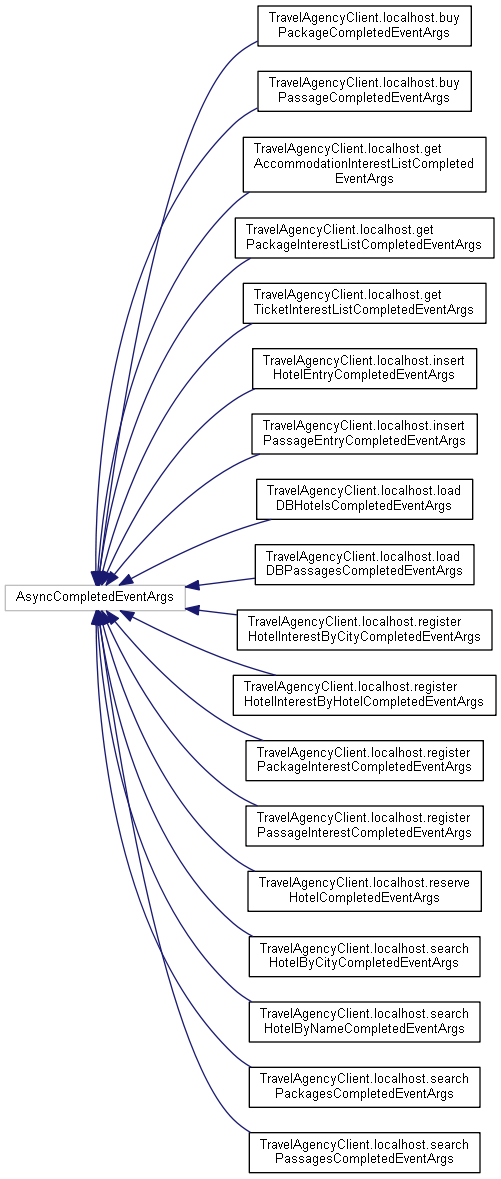 TravelAgencyClient.localhost.buy
PackageCompletedEventArgs
TravelAgencyClient.localhost.buy
PassageCompletedEventArgs
TravelAgencyClient.localhost.get
AccommodationInterestListCompleted
EventArgs
TravelAgencyClient.localhost.get
PackageInterestListCompletedEventArgs
TravelAgencyClient.localhost.get
TicketInterestListCompletedEventArgs
TravelAgencyClient.localhost.insert
HotelEntryCompletedEventArgs
TravelAgencyClient.localhost.insert
PassageEntryCompletedEventArgs
TravelAgencyClient.localhost.load
DBHotelsCompletedEventArgs
TravelAgencyClient.localhost.load
DBPassagesCompletedEventArgs
AsyncCompletedEventArgs
TravelAgencyClient.localhost.register
HotelInterestByCityCompletedEventArgs
TravelAgencyClient.localhost.register
HotelInterestByHotelCompletedEventArgs
TravelAgencyClient.localhost.register
PackageInterestCompletedEventArgs
TravelAgencyClient.localhost.register
PassageInterestCompletedEventArgs
TravelAgencyClient.localhost.reserve
HotelCompletedEventArgs
TravelAgencyClient.localhost.search
HotelByCityCompletedEventArgs
TravelAgencyClient.localhost.search
HotelByNameCompletedEventArgs
TravelAgencyClient.localhost.search
PackagesCompletedEventArgs
TravelAgencyClient.localhost.search
PassagesCompletedEventArgs